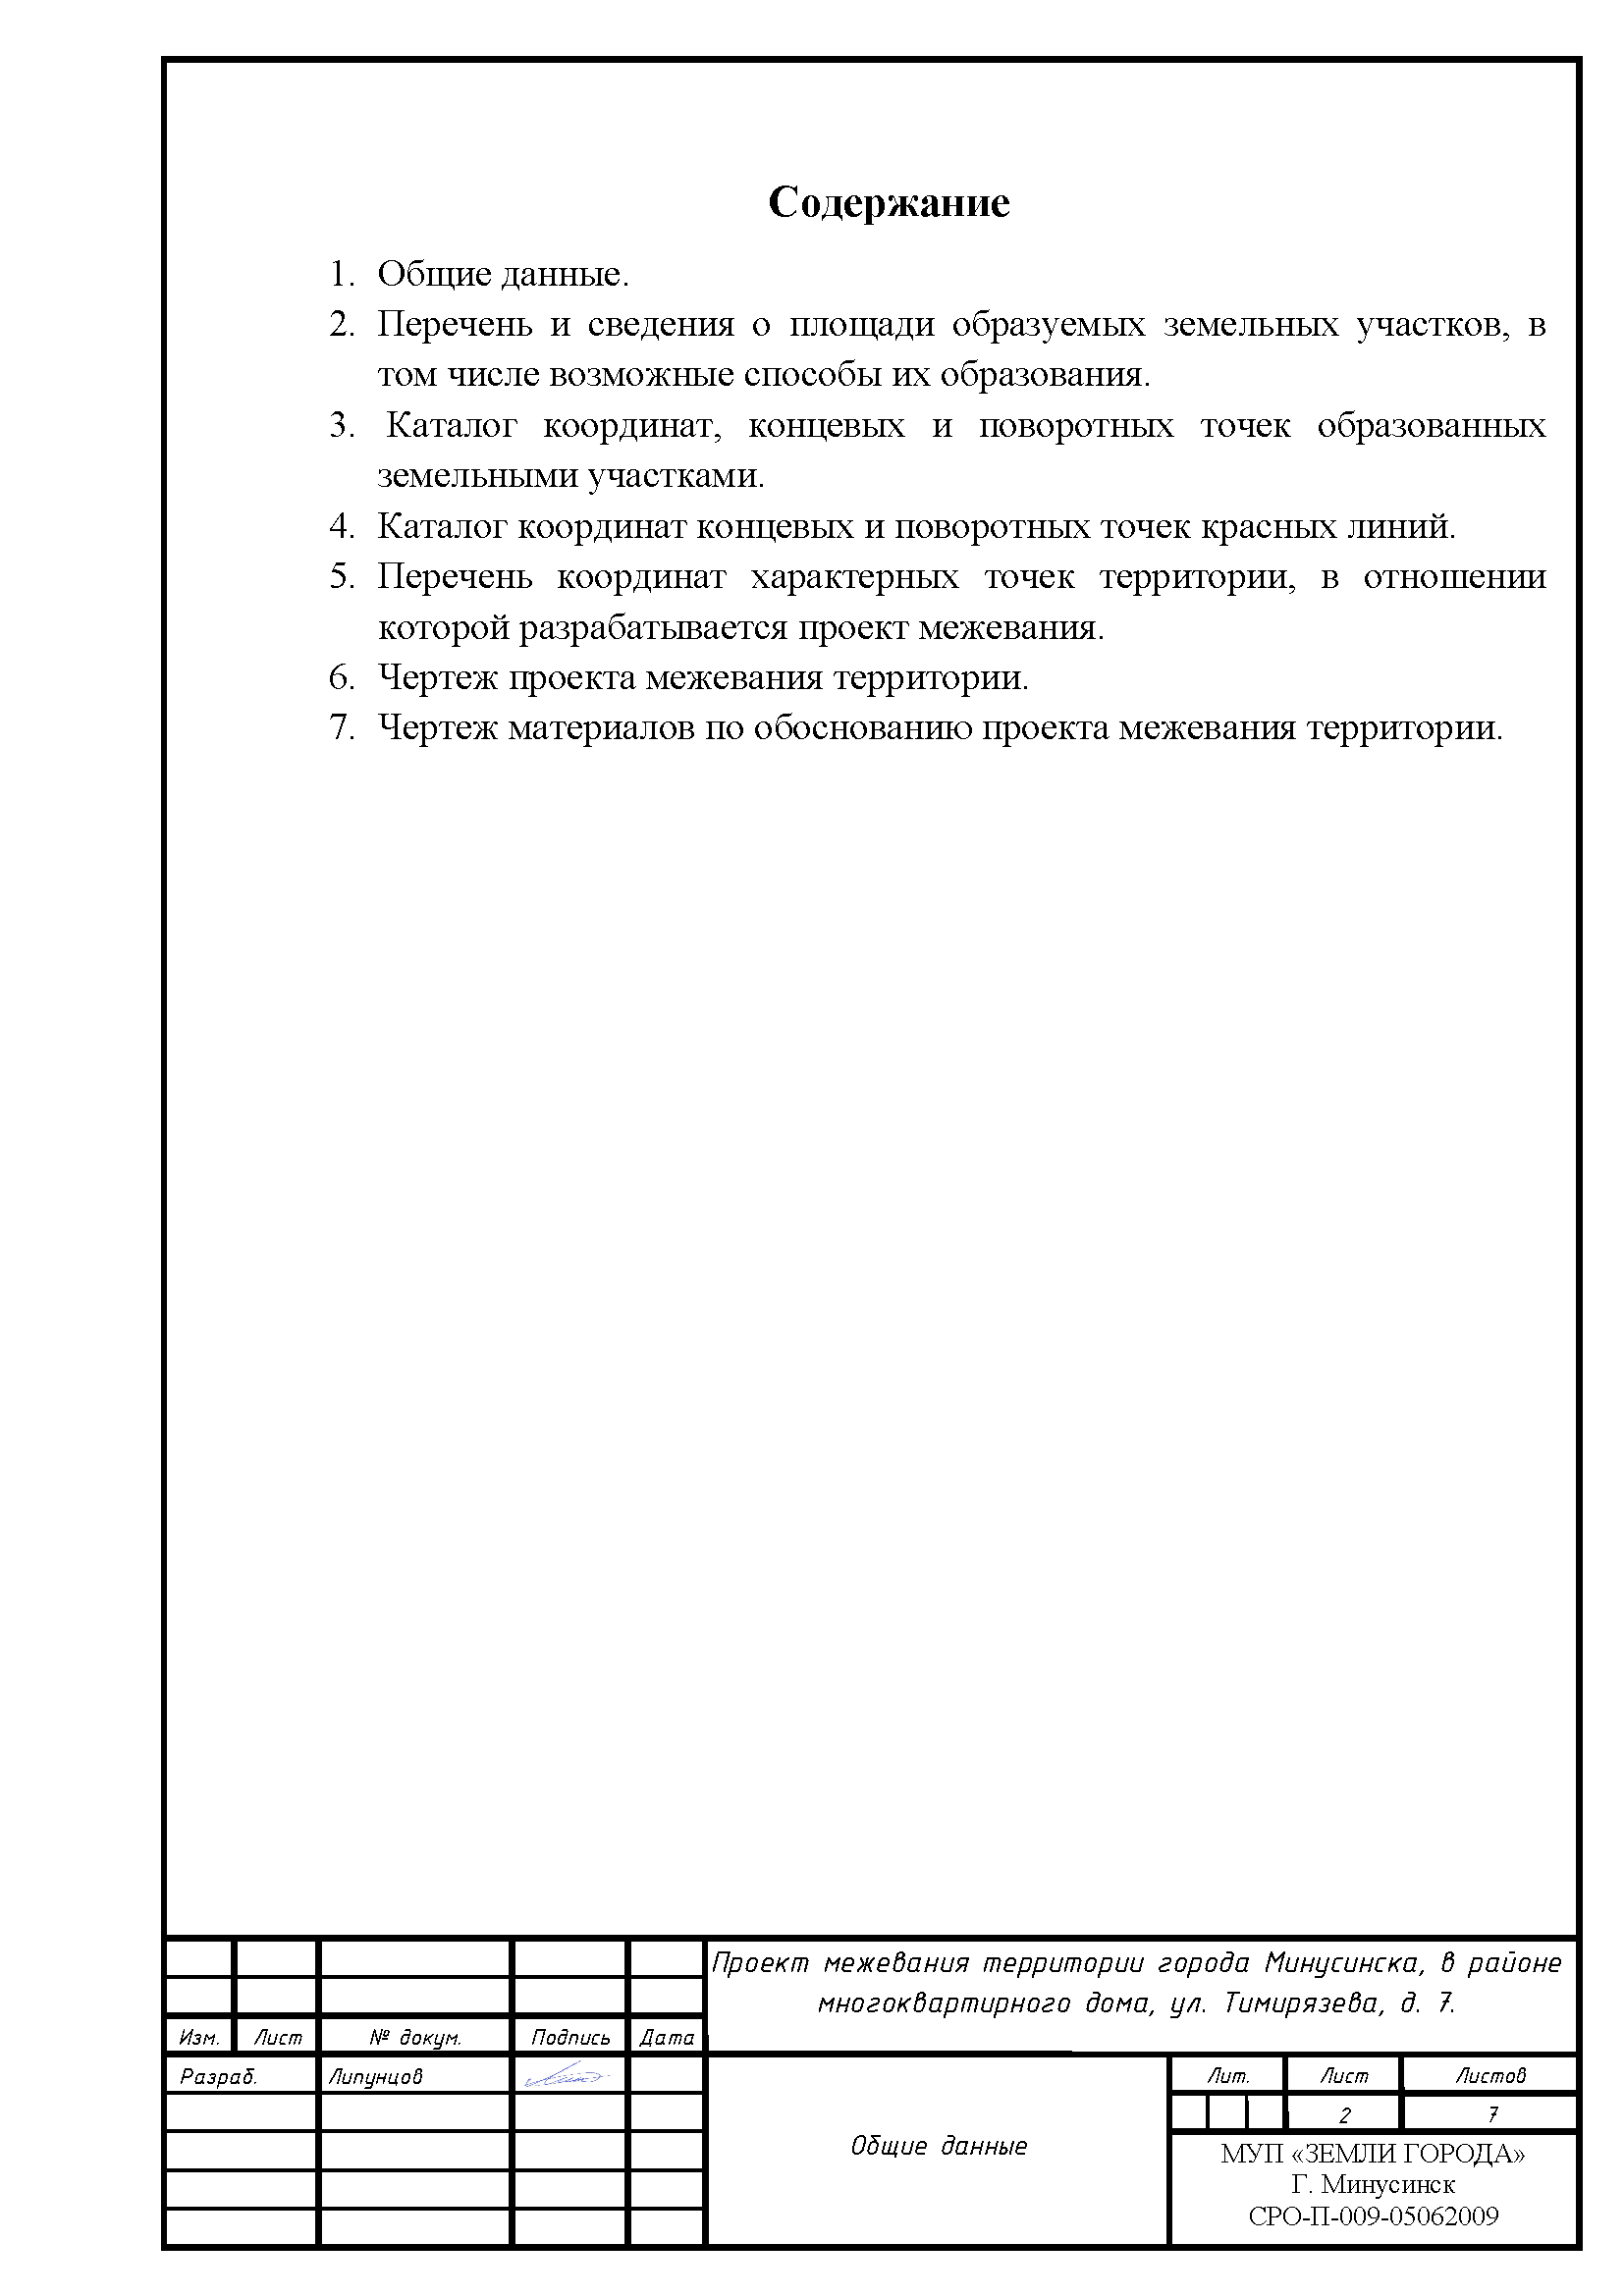 Содержание
1. Общие данные.
2. Перечень и сведения о площади образуемых земельных участков, в
том числе возможные способы их образования.
3. Каталог координат, концевых и поворотных точек образованных
земельными участками.
4. Каталог координат концевых и поворотных точек красных линий.
5. Перечень координат характерных точек территории, в отношении
которой разрабатывается проект межевания.
6. Чертеж проекта межевания территории.
7. Чертеж материалов по обоснованию проекта межевания территории.
Проект межевания территории города Минусинска, в районе
многоквартирного дома, ул. Тимирязева, д. 7.
Изм. Лист № докум. Подпись Дата
Разраб. Липунцов
Общие данные
Лит. Лист Листов
2 7
МУП «ЗЕМЛИ ГОРОДА»
Г. Минусинск
СРО-П-009-05062009